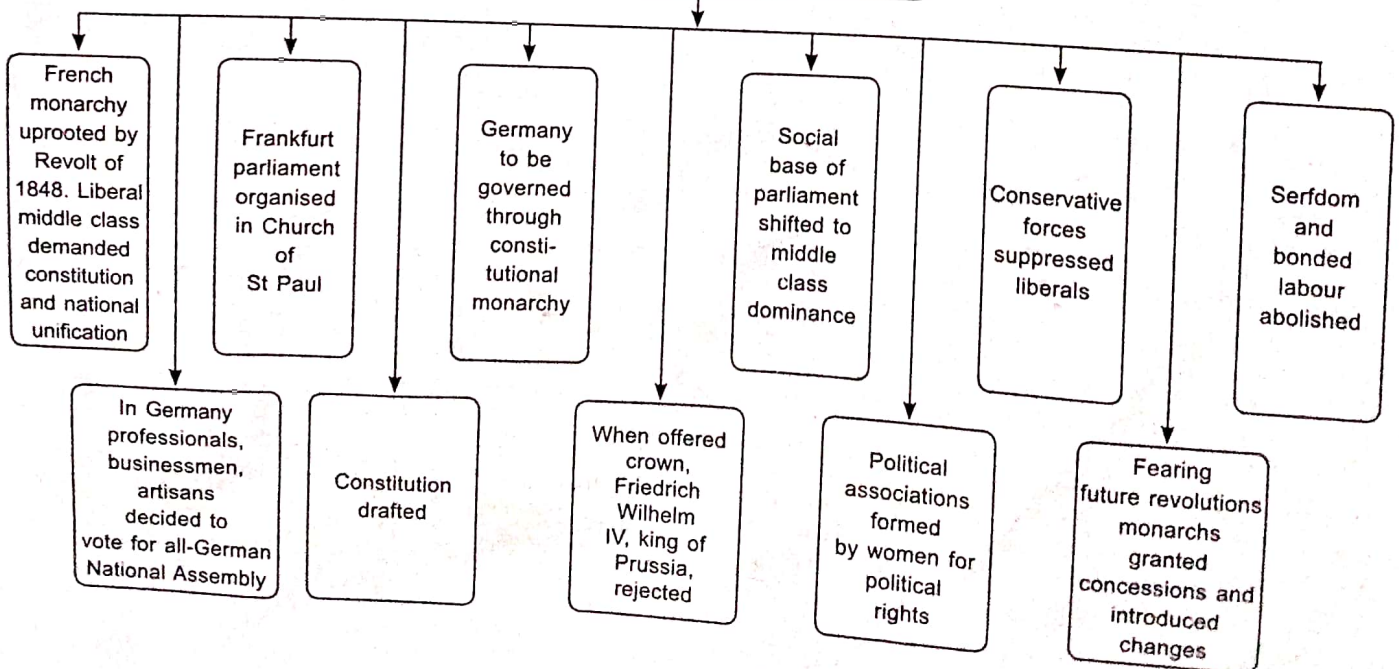 French
monarchy
uprooted by
Revolt of
1848. Liberal
middle class
demanded
constitution
and national
unification
In Germany
professionals,
businessmen,
artisans
decided to
vote for all-German
National Assembly
Frankfurt
parliament
organised
in Church
of
St Paul
Constitution
drafted
Germany
to be
governed
through
consti-
tutional
monarchy
When offered
crown,
Friedrich
Wilhelm
IV, king of
Prussia,
rejected
Social
base of
parliament
shifted to
middle
class
dominance
Political
associations
formed
by women for
political
rights
Conservative
forces
suppressed
liberals
Fearing
future revolutions
monarchs
granted
concessions and
introduced
changes
Serfdom
and
bonded
labour
abolished